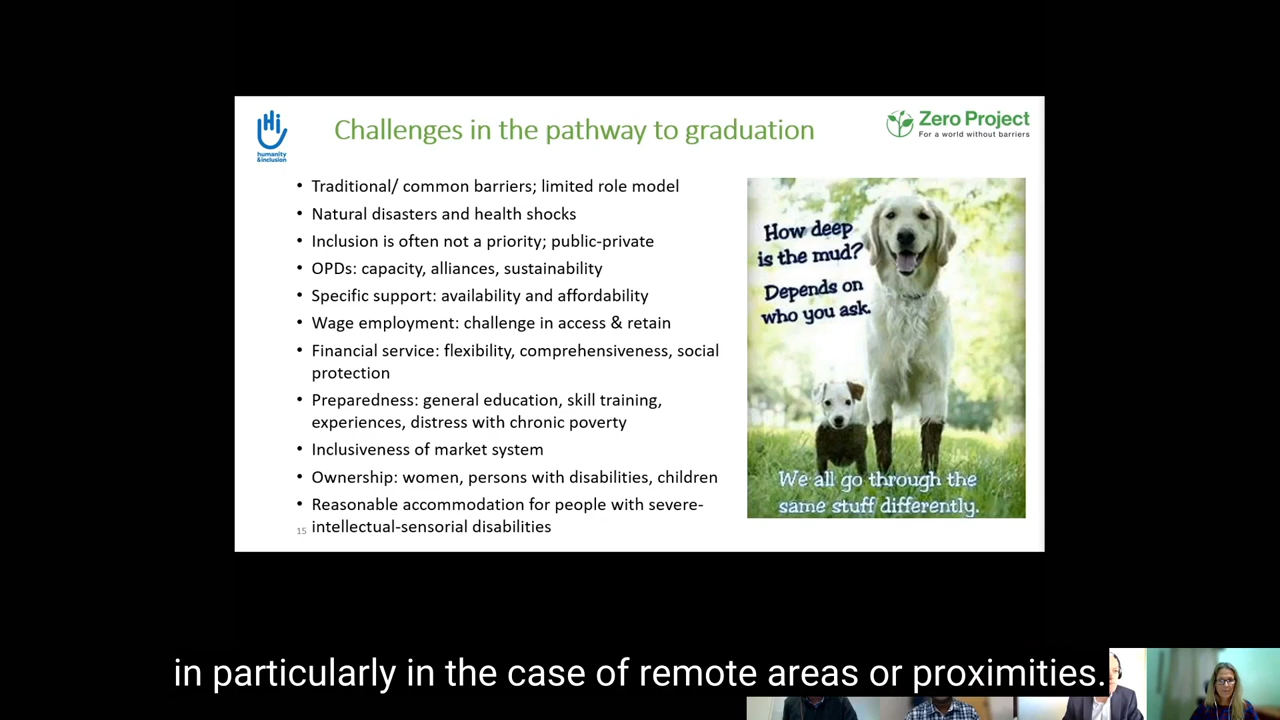 humanity
&inclusion
Challenges in the pathway to graduation
Zero Project
For a world without barriers
• Traditional/ common barriers; limited role model
• Natural disasters and health shocks
• Inclusion is often not a priority; public-private
• OPDs: capacity, alliances, sustainability
• Specific support: availability and affordability
• Wage employment: challenge in access & retain
• Financial service: flexibility, comprehensiveness, social
protection
• Preparedness: general education, skill training,
experiences, distress with chronic poverty
• Inclusiveness of market system
• Ownership: women, persons with disabilities, children
• Reasonable accommodation for people with severe-
intellectual-sensorial disabilities
15
How deep
is the mud?
Depends on
who you ask.
We all go through the
same stuff differently.
in particularly in the case of remote areas or proximities.